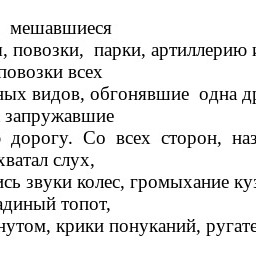 мешавшиеся
, повозки, парки, артиллерию и
повозки всех
ных видов, обгонявшие одна др
запружавшие
дорогу. Со всех сторон, наз
хватал слух,
сь звуки колес, громыхание куз
адиный топот,
нутом, крики понуканий, ругате